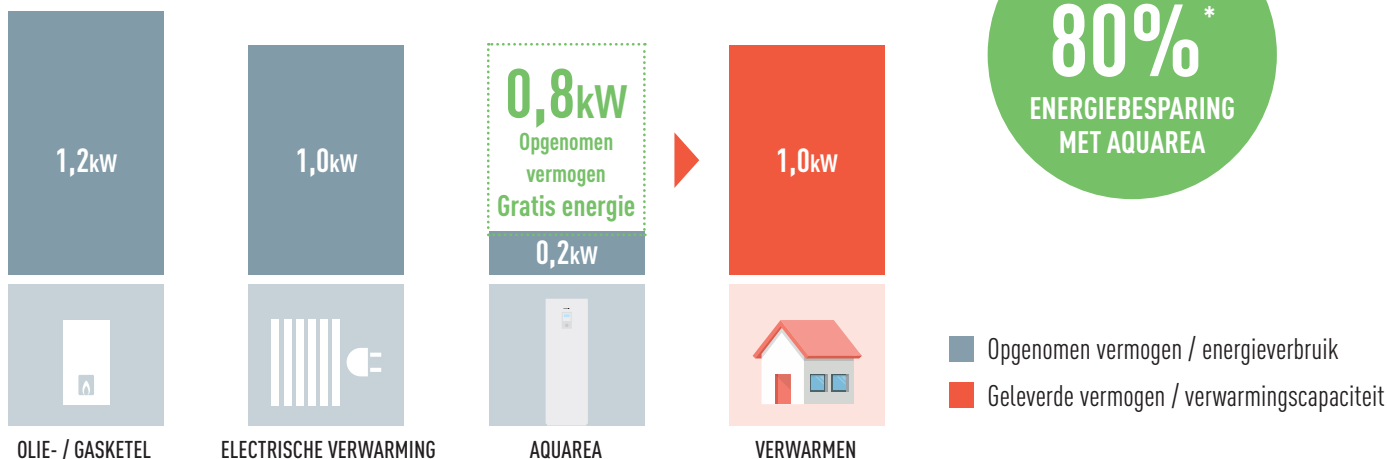 80%*
ENERGIEBESPARING
MET AQUAREA
1,2kW
1,0kW
0,8kW
Opgenomen
vermogen
Gratis energie
0,2kW
1,0kW
Opgenomen vermogen / energieverbruik
Geleverde vermogen / verwarmingscapaciteit
OLIE- / GASKETEL
ELECTRISCHE VERWARMING
AQUAREA
VERWARMEN